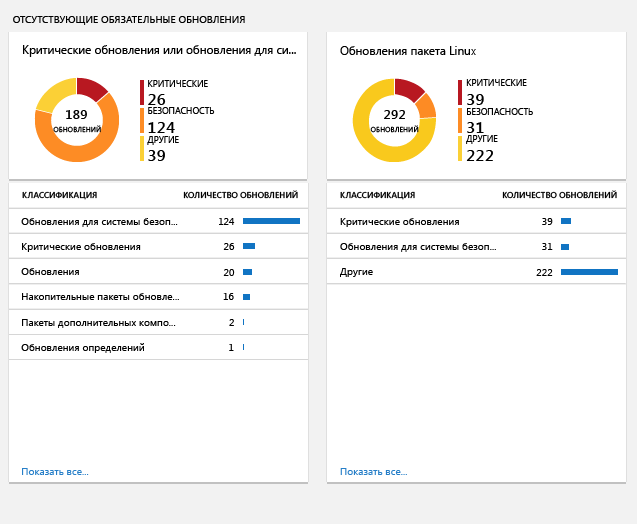 ОТСУТСТВУЮЩИЕ ОБЯЗАТЕЛЬНЫЕ ОБНОВЛЕНИЯ
Критические обновления или обновления для си...
189
ОБНОВЛЕНИЙ
КРИТИЧЕСКИЕ
26
БЕЗОПАСНОСТЬ
124
ДРУГИЕ
39
КЛАССИФИКАЦИЯ КОЛИЧЕСТВО ОБНОВЛЕНИЙ
Обновления для системы безоп... 124
Критические обновления 26
Обновления 20
Накопительные пакеты обновле... 16
Пакеты дополнительных компо... 2
Обновления определений 1
Показать все...
Обновления пакета Linux
292
ОБНОВЛЕНИЙ
КРИТИЧЕСКИЕ
39
БЕЗОПАСНОСТЬ
31
ДРУГИЕ
222
КЛАССИФИКАЦИЯ КОЛИЧЕСТВО ОБНОВЛЕНИЙ
Критические обновления 39
Обновления для системы безоп... 31
Другие 222
Показать все...